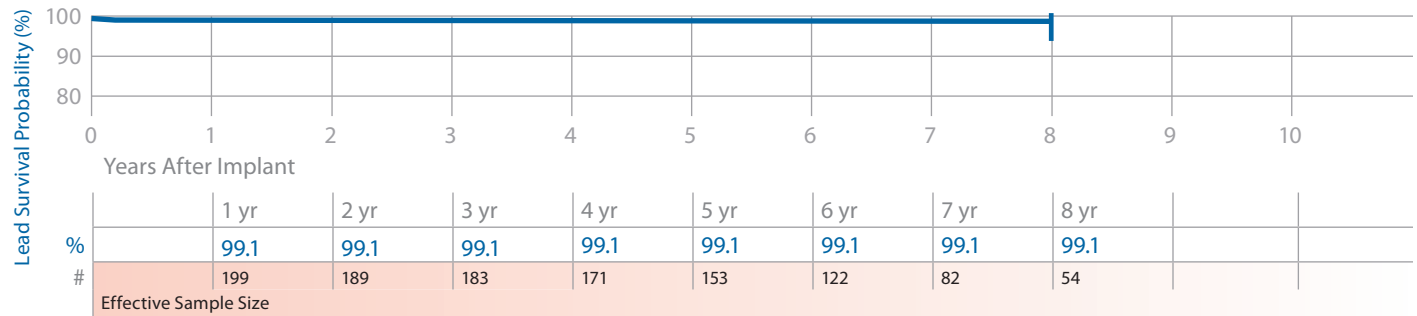 Lead Survival Probability (%)
100
90
80
0 1 2 3 4 5 6 7 8 9 10
Years After Implant
1 yr 2 yr 3 yr 4 yr 5 yr 6 yr 7 yr 8 yr
% 99.1 99.1 99.1 99.1 99.1 99.1 99.1 99.1
# 199 189 183 171 153 122 82 54
Effective Sample Size